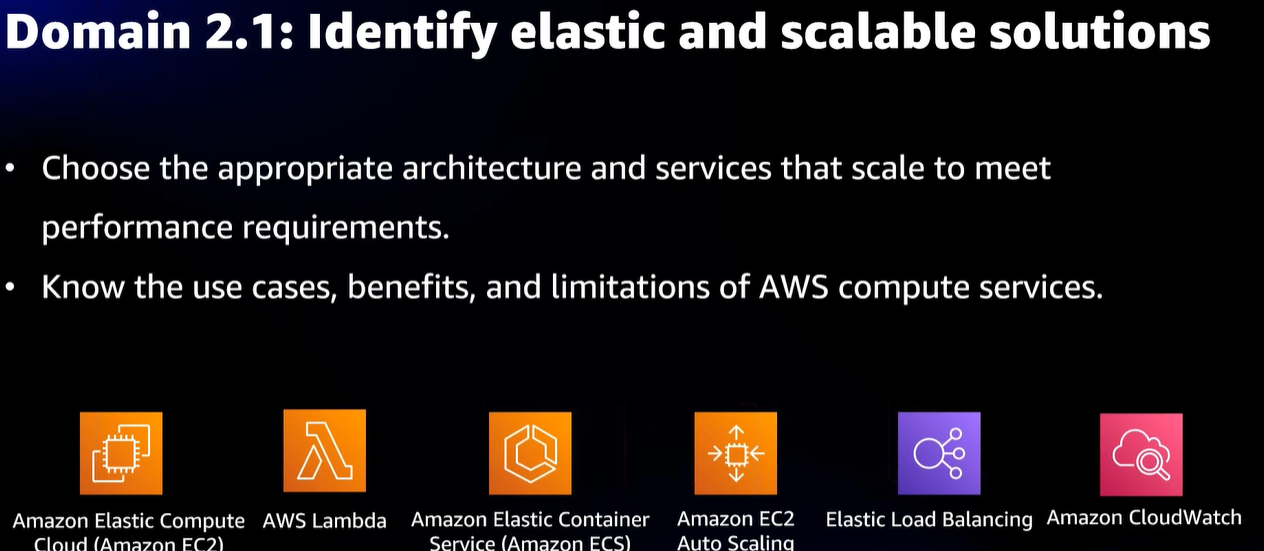 Domain 2.1: Identify elastic and scalable solutions
• Choose the appropriate architecture and services that scale to meet
performance requirements.
• Know the use cases, benefits, and limitations of AWS compute services.
Amazon Elastic Compute
Cloud (Amazon EC2)
AWS Lambda
Amazon Elastic Container
Service (Amazon ECS)
Amazon EC2
Auto Scaling
Elastic Load Balancing
Amazon CloudWatch